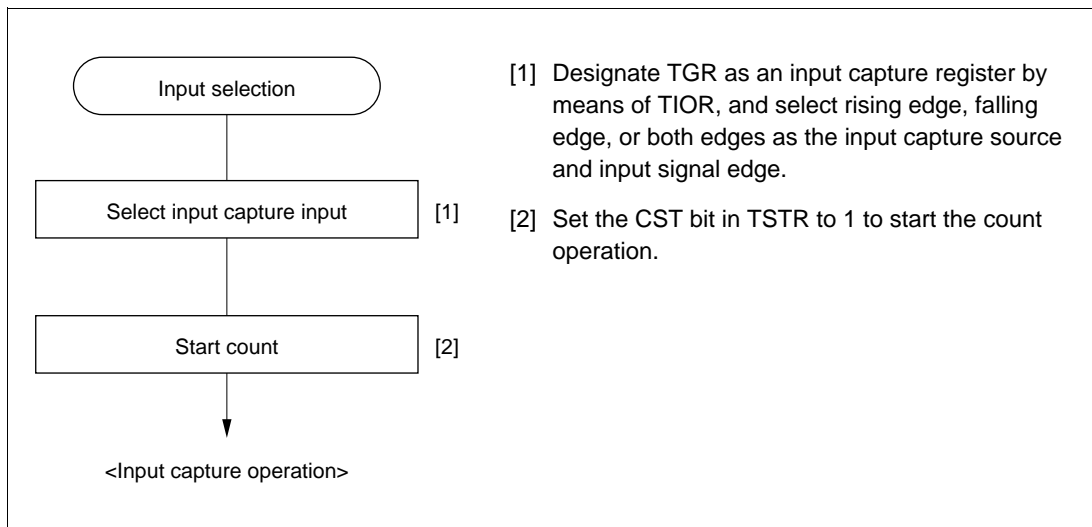 Input selection
Select input capture input [1]
Start count [2]
<Input capture operation>
[1] Designate TGR as an input capture register by
means of TIOR, and select rising edge, falling
edge, or both edges as the input capture source
and input signal edge.
[2] Set the CST bit in TSTR to 1 to start the count
operation.